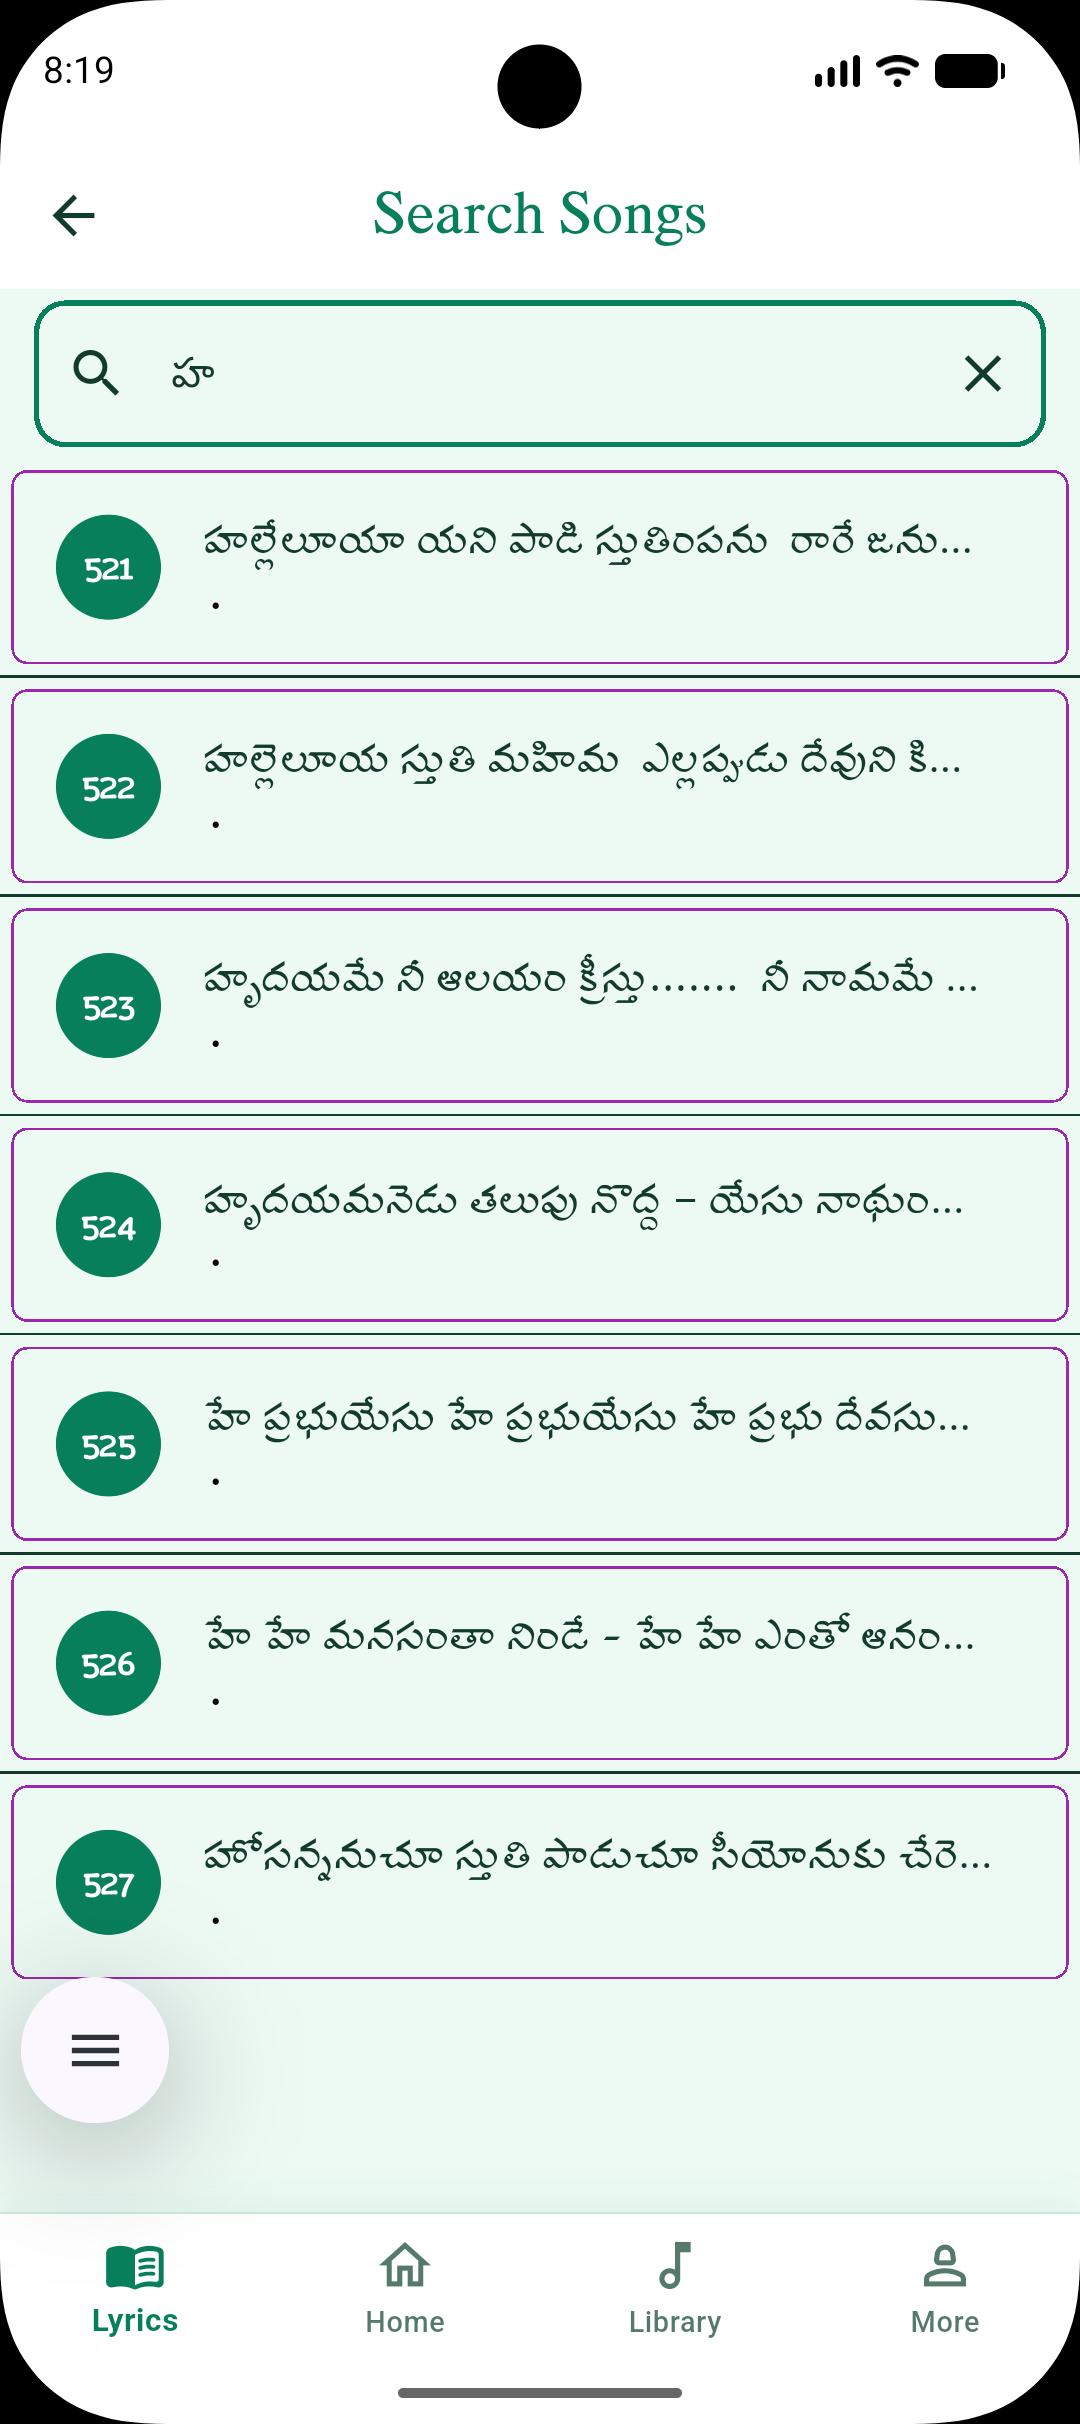 8:19
Search Songs
హ
521
హల్లేలూయా యని పాడి స్తుతింపను రారే జను...
.
522
హల్లెలూయ స్తుతి మహిమ ఎల్లప్పుడు దేవుని కి...
.
523
హృదయమే నీ ఆలయం క్రీస్తు....... నీ నామమే ...
.
524
హృదయమనెడు తలుపు నొద్ద – యేసు నాథుం...
.
525
హే ప్రభుయేసు హే ప్రభుయేసు హే ప్రభు దేవసు...
.
526
హే హే మనసంతా నిండే - హే హే ఎంతో ఆనం...
.
527
హోసన్ననుచూ స్తుతి పాడుచూ సీయోనుకు చేరె...
.
Lyrics Home Library More